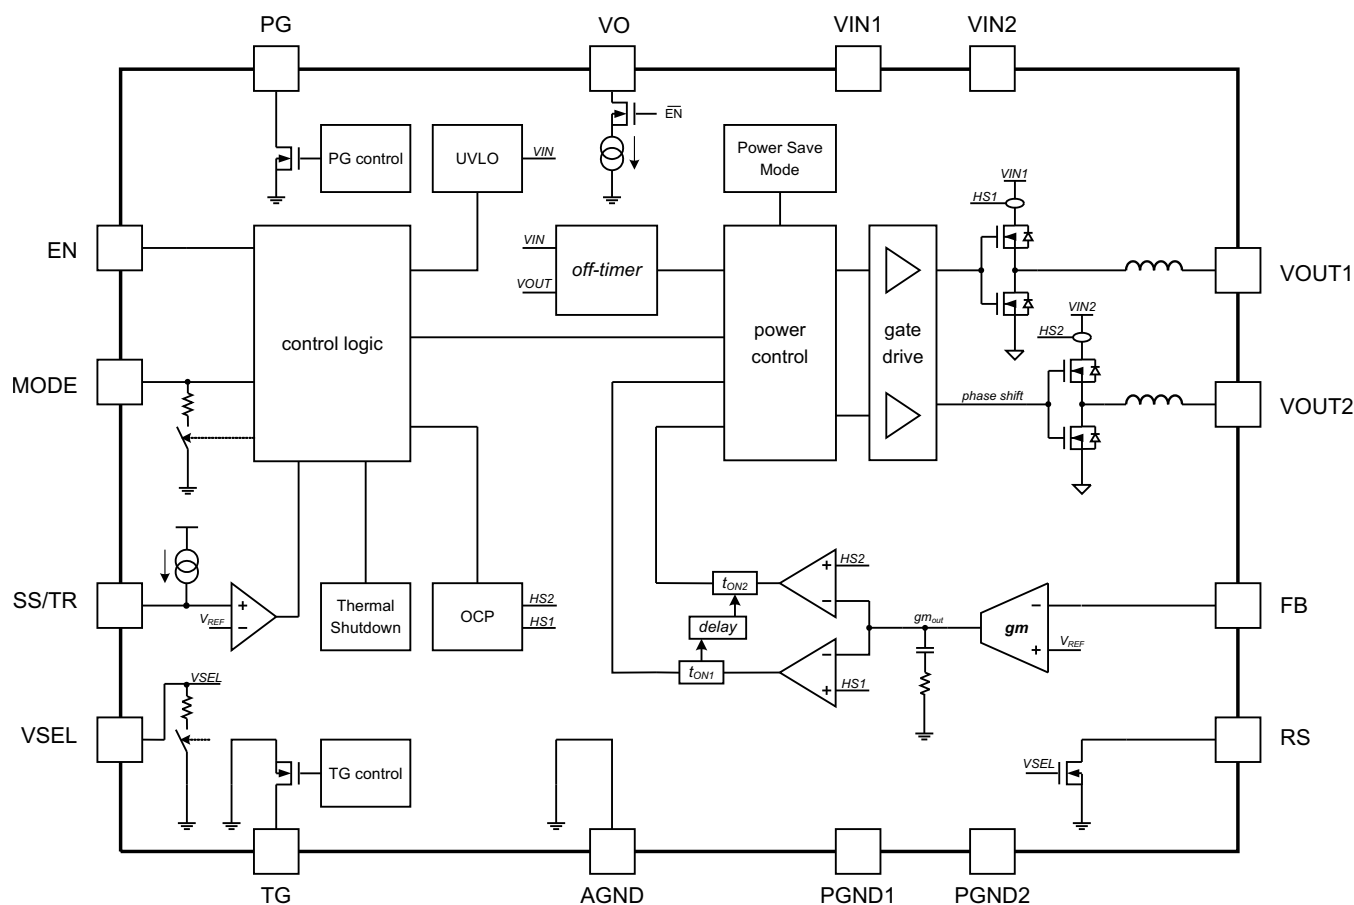 PG
VO
VIN1
VIN2
EN
PG control
UVLO
VIN
Power Save
Mode
VIN1
HS1
EN
MODE
SS/TR
VSEL
control logic
VIN
VOUT
off-timer
power
control
gate
drive
VOUT1
VIN2
HS2
phase shift
VOUT2
VREF
+
−
Thermal
Shutdown
OCP
HS2
HS1
tON2
delay
tON1
+
HS2
−
−
+
HS1
gmout
gm
−
+
VREF
FB
VSEL
TG control
VSEL
RS
TG
AGND
PGND1
PGND2